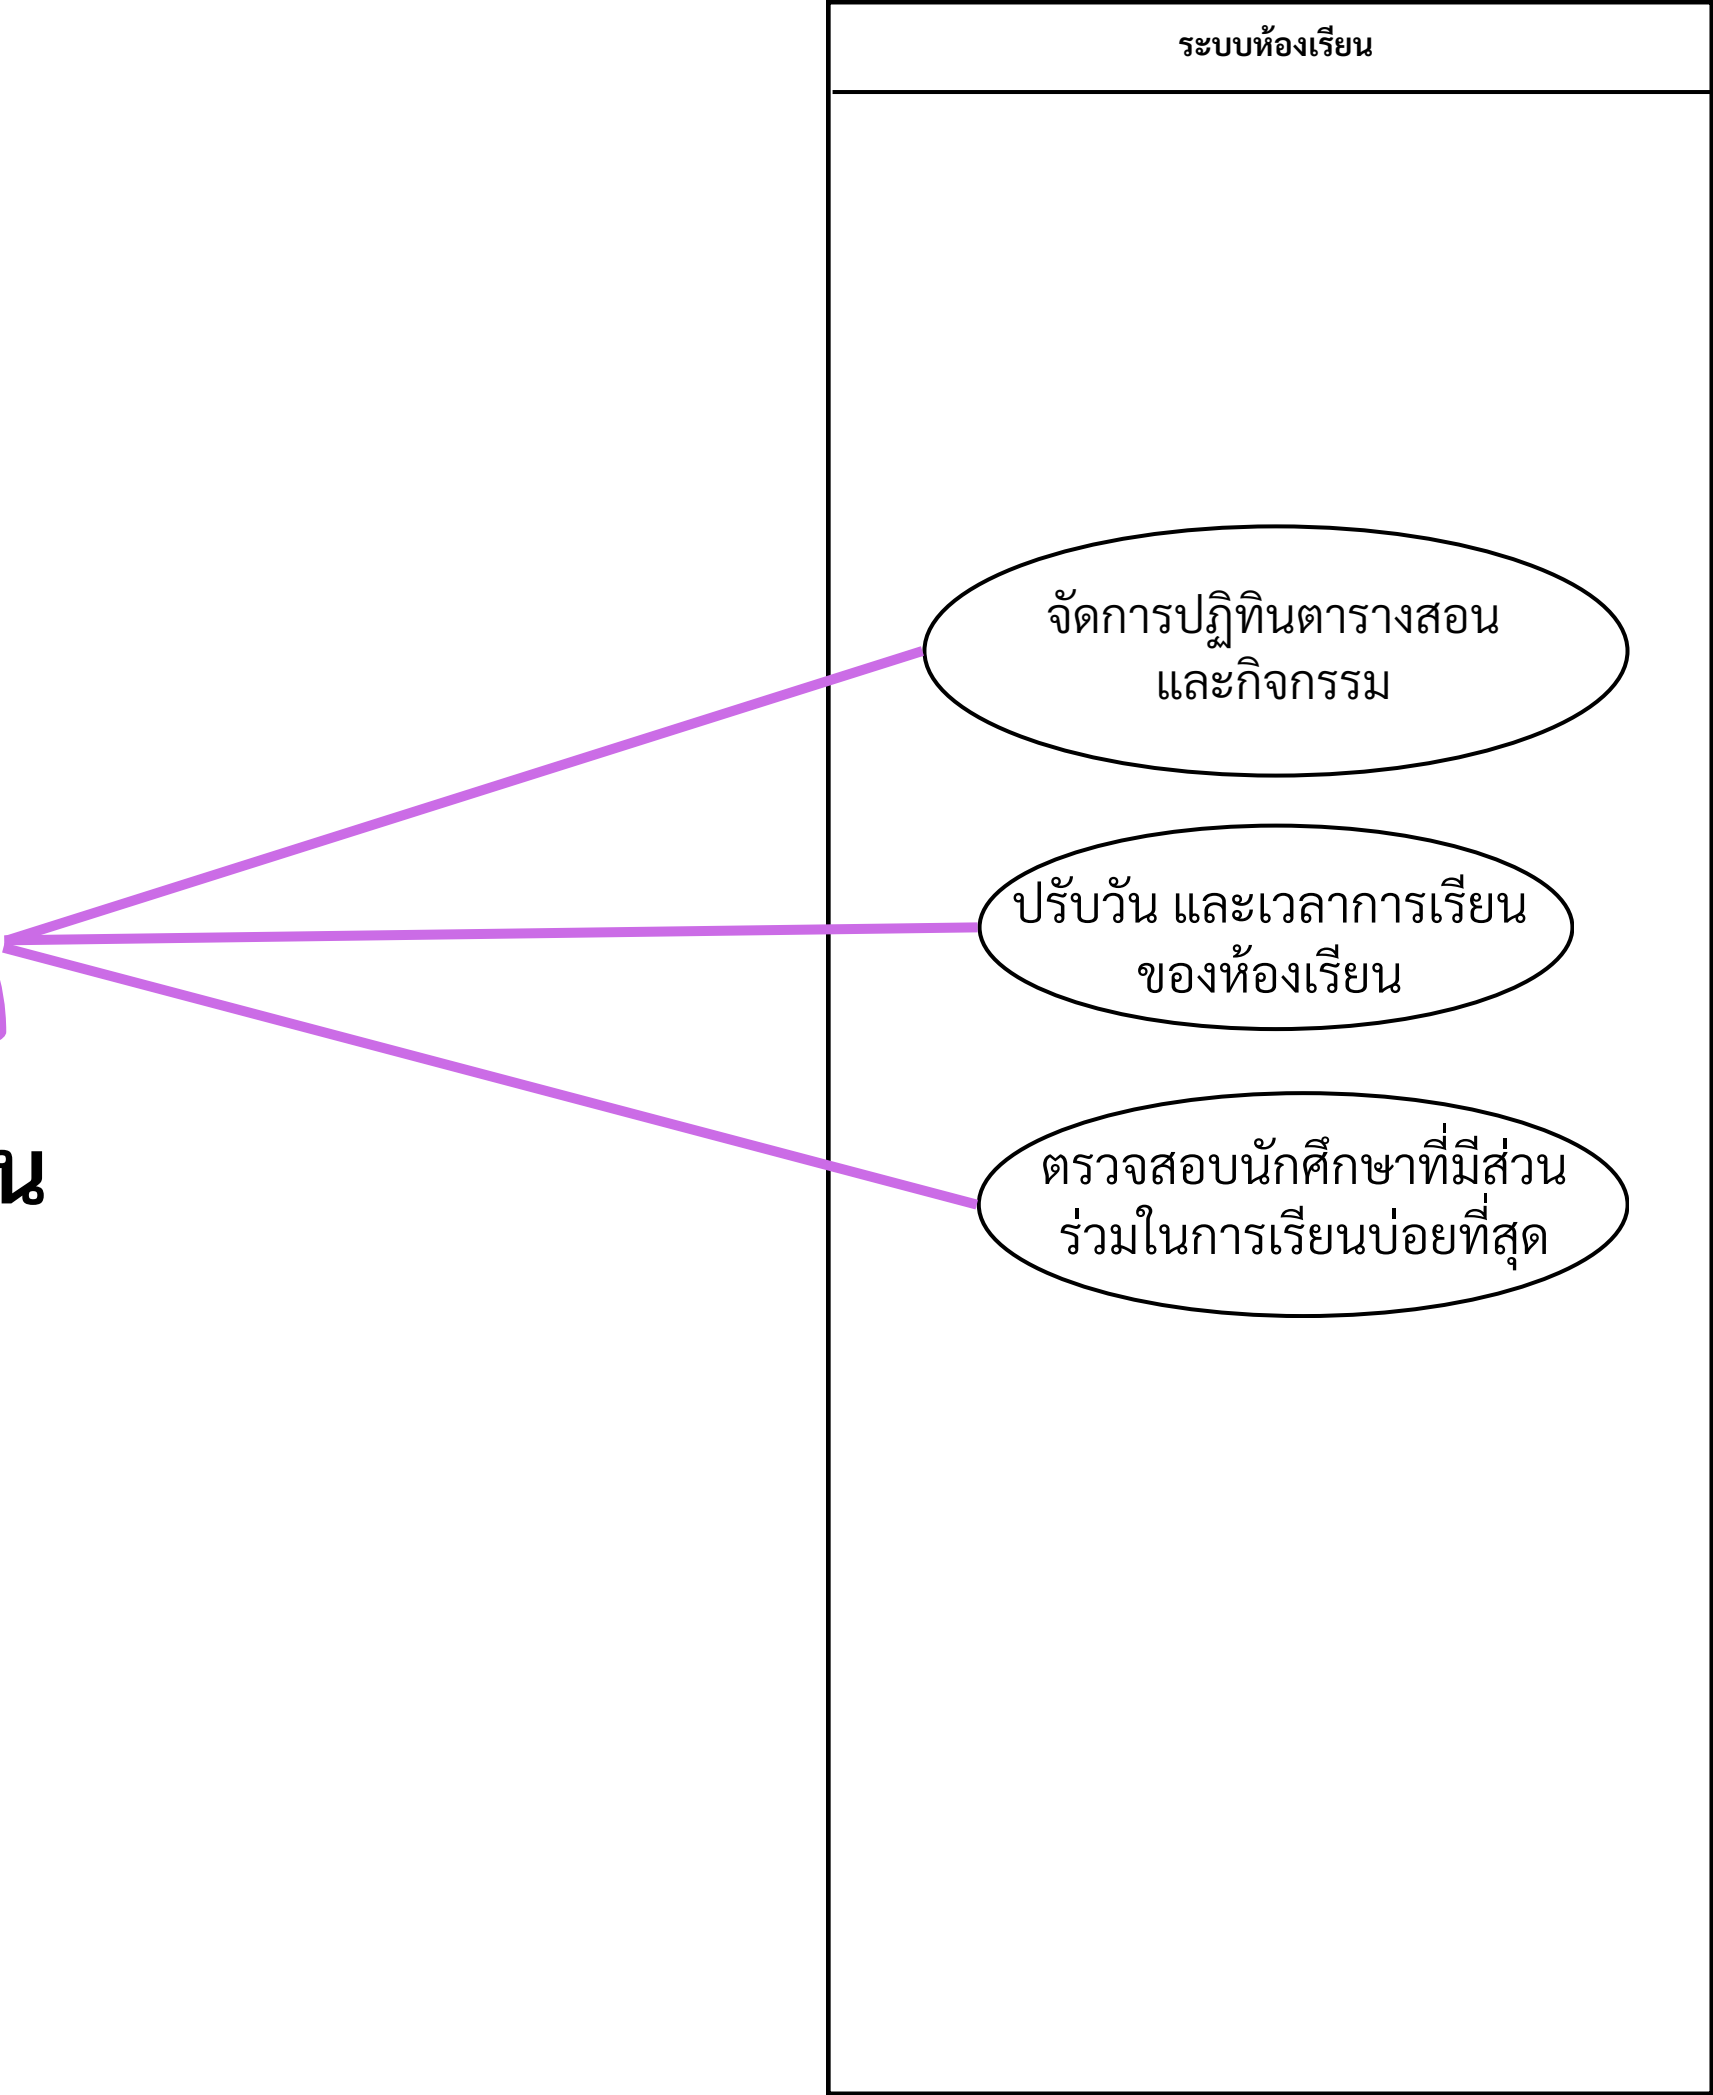 ระบบห้องเรียน
จัดการปฏิทินตารางสอน
และกิจกรรม
ปรับวัน และเวลาการเรียน
ของห้องเรียน
ตรวจสอบนักศึกษาที่มีส่วน
ร่วมในการเรียนบ่อยที่สุด